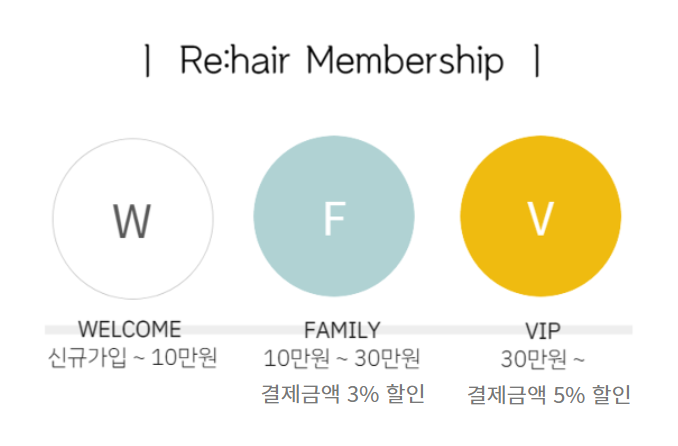 | Re:hair Membership |
W F V
WELCOME FAMILY VIP
신규가입 ~ 10만원 10만원 ~ 30만원 30만원 ~
결제금액 3% 할인 결제금액 5% 할인